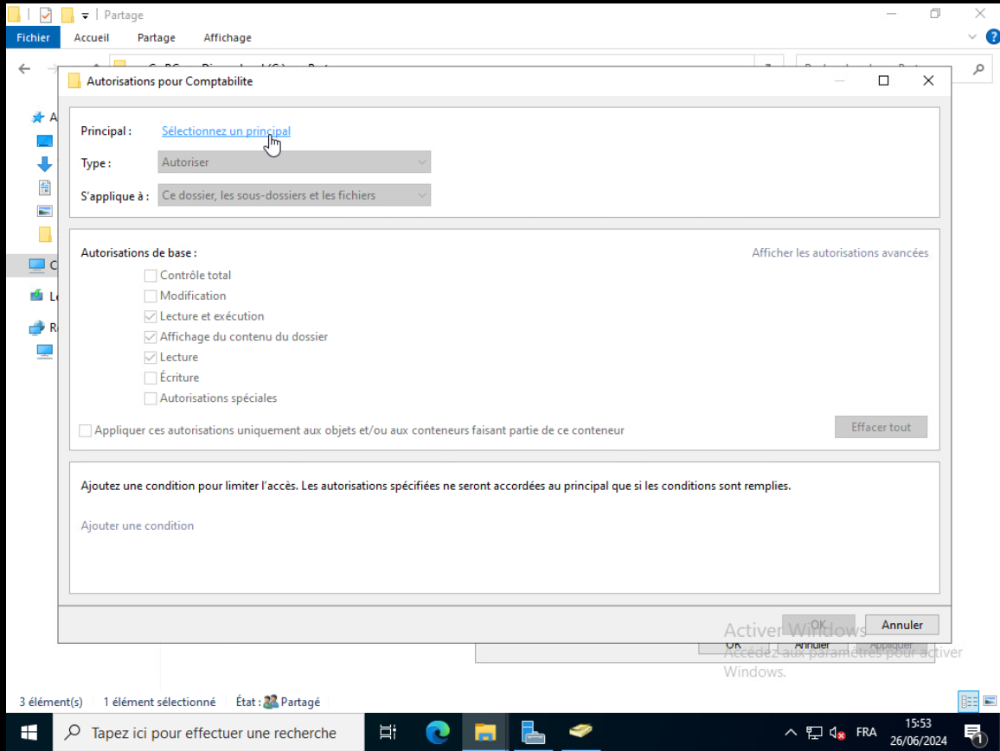 Partage
Fichier Accueil Partage Affichage
Autorisations pour Comptabilite
Principal : Sélectionnez un principal
Type : Autoriser
S'applique à : Ce dossier, les sous-dossiers et les fichiers
Autorisations de base : Afficher les autorisations avancées
Contrôle total
Modification
Lecture et exécution
Affichage du contenu du dossier
Lecture
Écriture
Autorisations spéciales
Appliquer ces autorisations uniquement aux objets et/ou aux conteneurs faisant partie de ce conteneur Effacer tout
Ajoutez une condition pour limiter l'accès. Les autorisations spécifiées ne seront accordées au principal que si les conditions sont remplies.
Ajouter une condition
OK Annuler
Activer Windows
OK Annuler Appliquer
Accédez aux paramètres pour activer
Windows.
3 élément(s) 1 élément sélectionné État : Partagé
Tapez ici pour effectuer une recherche FRA 15:53
26/06/2024 1